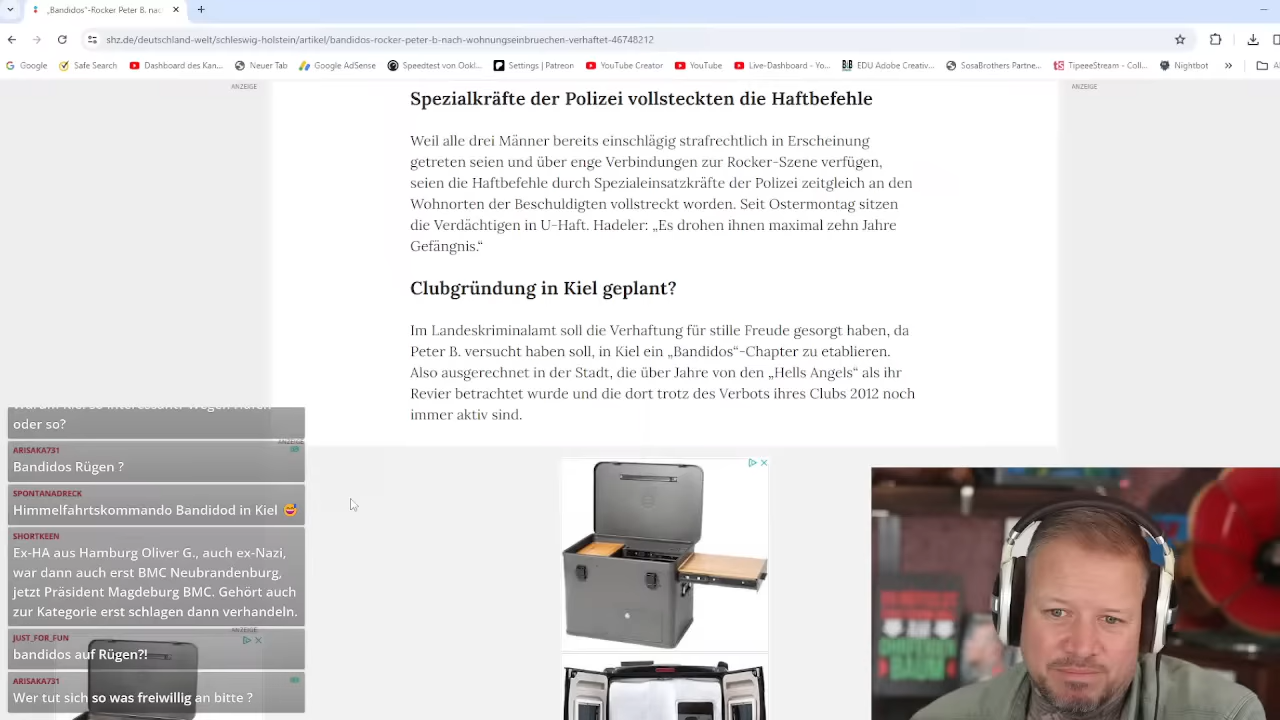 „Bandidos“-Rocker Peter B. nac
shz.de/deutschland-welt/schleswig-holstein/artikel/bandidos-rocker-peter-b-nach-wohnungseinbruechen-verhaftet-46748212
Google Safe Search Dashboard des Kan... Neuer Tab Google AdSense Speedtest von Ookl... Settings | Patreon YouTube Creator YouTube Live-Dashboard - Yo... EDU Adobe Creativ... SosaBrothers Partne... TipeeeStream - Coll... Nightbot
ANZEIGE
ANZEIGE
Spezialkräfte der Polizei vollsteckten die Haftbefehle
Weil alle drei Männer bereits einschlägig strafrechtlich in Erscheinung
getreten seien und über enge Verbindungen zur Rocker-Szene verfügen,
seien die Haftbefehle durch Spezialeinsatzkräfte der Polizei zeitgleich an den
Wohnorten der Beschuldigten vollstreckt worden. Seit Ostermontag sitzen
die Verdächtigen in U-Haft. Hadeler: „Es drohen ihnen maximal zehn Jahre
Gefängnis.“
Clubgründung in Kiel geplant?
Im Landeskriminalamt soll die Verhaftung für stille Freude gesorgt haben, da
Peter B. versucht haben soll, in Kiel ein „Bandidos“-Chapter zu etablieren.
Also ausgerechnet in der Stadt, die über Jahre von den „Hells Angels“ als ihr
Revier betrachtet wurde und die dort trotz des Verbots ihres Clubs 2012 noch
immer aktiv sind.
oder so?
ANZEIGE
ARISAKA731
Bandidos Rügen ?
SPONTANADRECK
Himmelfahrtskommando Bandidod in Kiel 😅
SHORTKEEN
Ex-HA aus Hamburg Oliver G., auch ex-Nazi,
war dann auch erst BMC Neubrandenburg,
jetzt Präsident Magdeburg BMC. Gehört auch
zur Kategorie erst schlagen dann verhandeln.
ANZEIGE
JUST_FOR_FUN
bandidos auf Rügen?!
ARISAKA731
Wer tut sich so was freiwillig an bitte ?